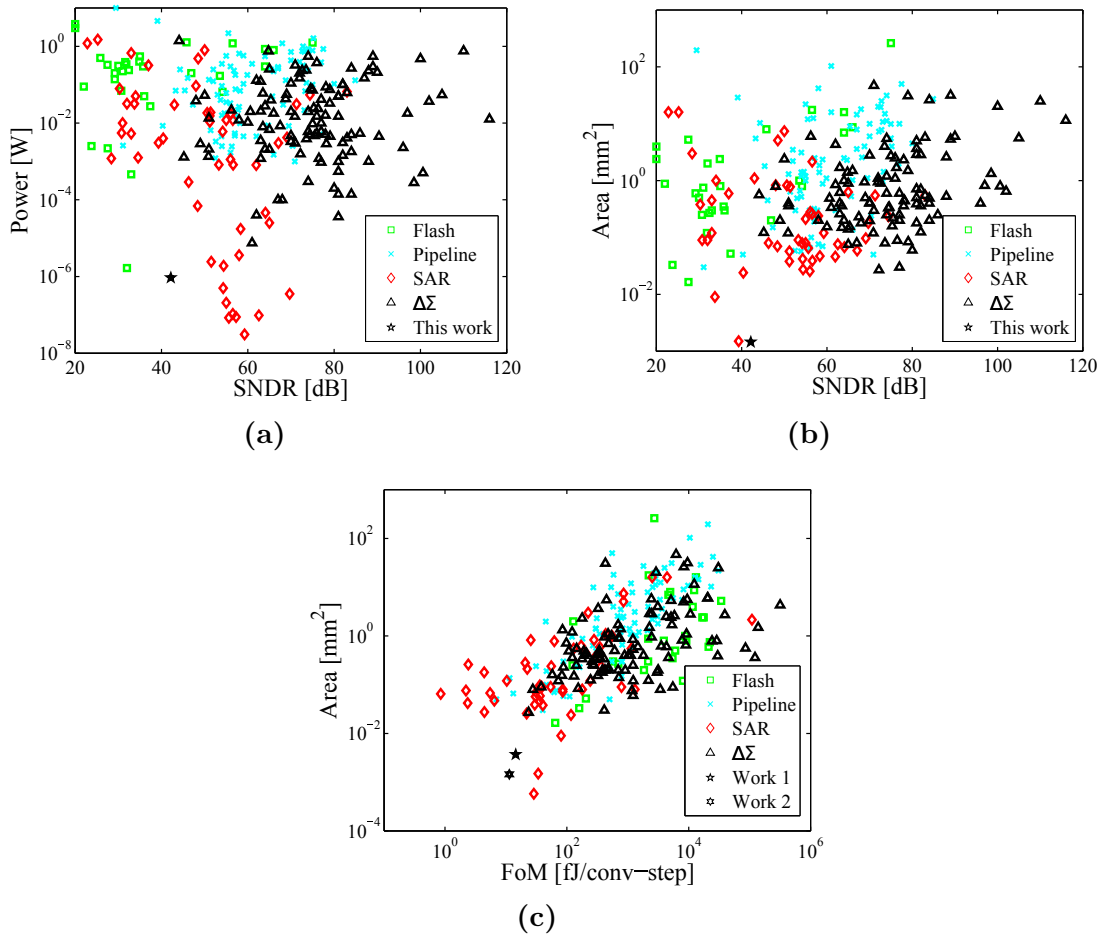 10^0
10^-2
10^-4
10^-6
10^-8
Power [W]
20 40 60 80 100 120
SNDR [dB]
Flash
Pipeline
SAR
ΔΣ
This work
(a)
10^2
10^0
10^-2
Area [mm^2]
20 40 60 80 100 120
SNDR [dB]
Flash
Pipeline
SAR
ΔΣ
This work
(b)
10^2
10^0
10^-2
10^-4
Area [mm^2]
10^0 10^2 10^4 10^6
FoM [fJ/conv−step]
Flash
Pipeline
SAR
ΔΣ
Work 1
Work 2
(c)